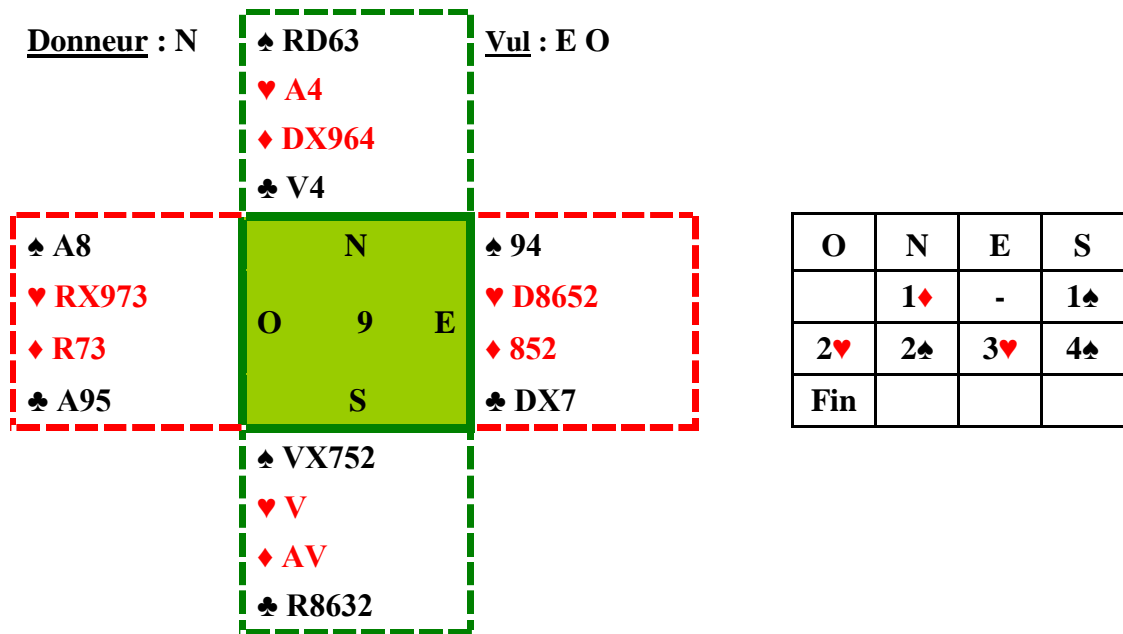 Donneur : N
♠ RD63
Vul : E O
♥ A4
♦ DX964
♣ V4
♠ A8
♥ RX973
♦ R73
♣ A95
N
O 9 E
S
♠ 94
♥ D8652
♦ 852
♣ DX7
♠ VX752
♥ V
♦ AV
♣ R8632
O N E S
1♦ - 1♠
2♥ 2♠ 3♥ 4♠
Fin